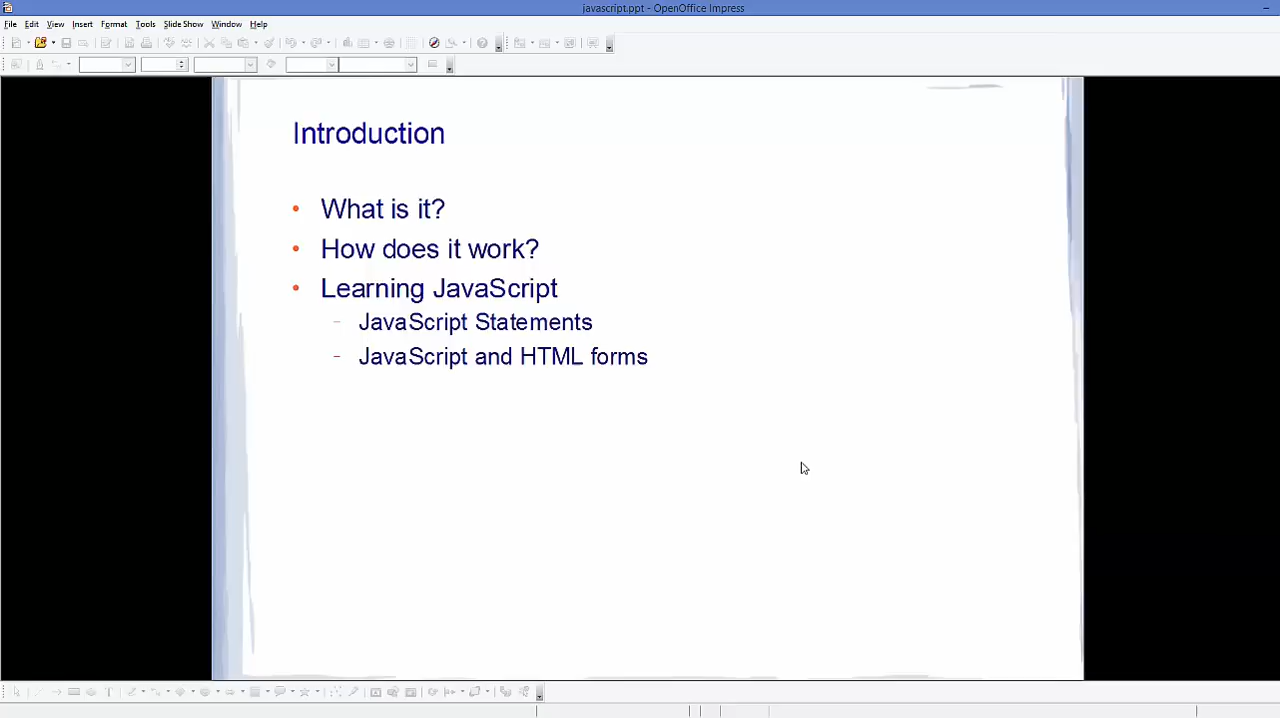 javascript.ppt - OpenOffice Impress
File Edit View Insert Format Tools Slide Show Window Help
Introduction
• What is it?
• How does it work?
• Learning JavaScript
– JavaScript Statements
– JavaScript and HTML forms